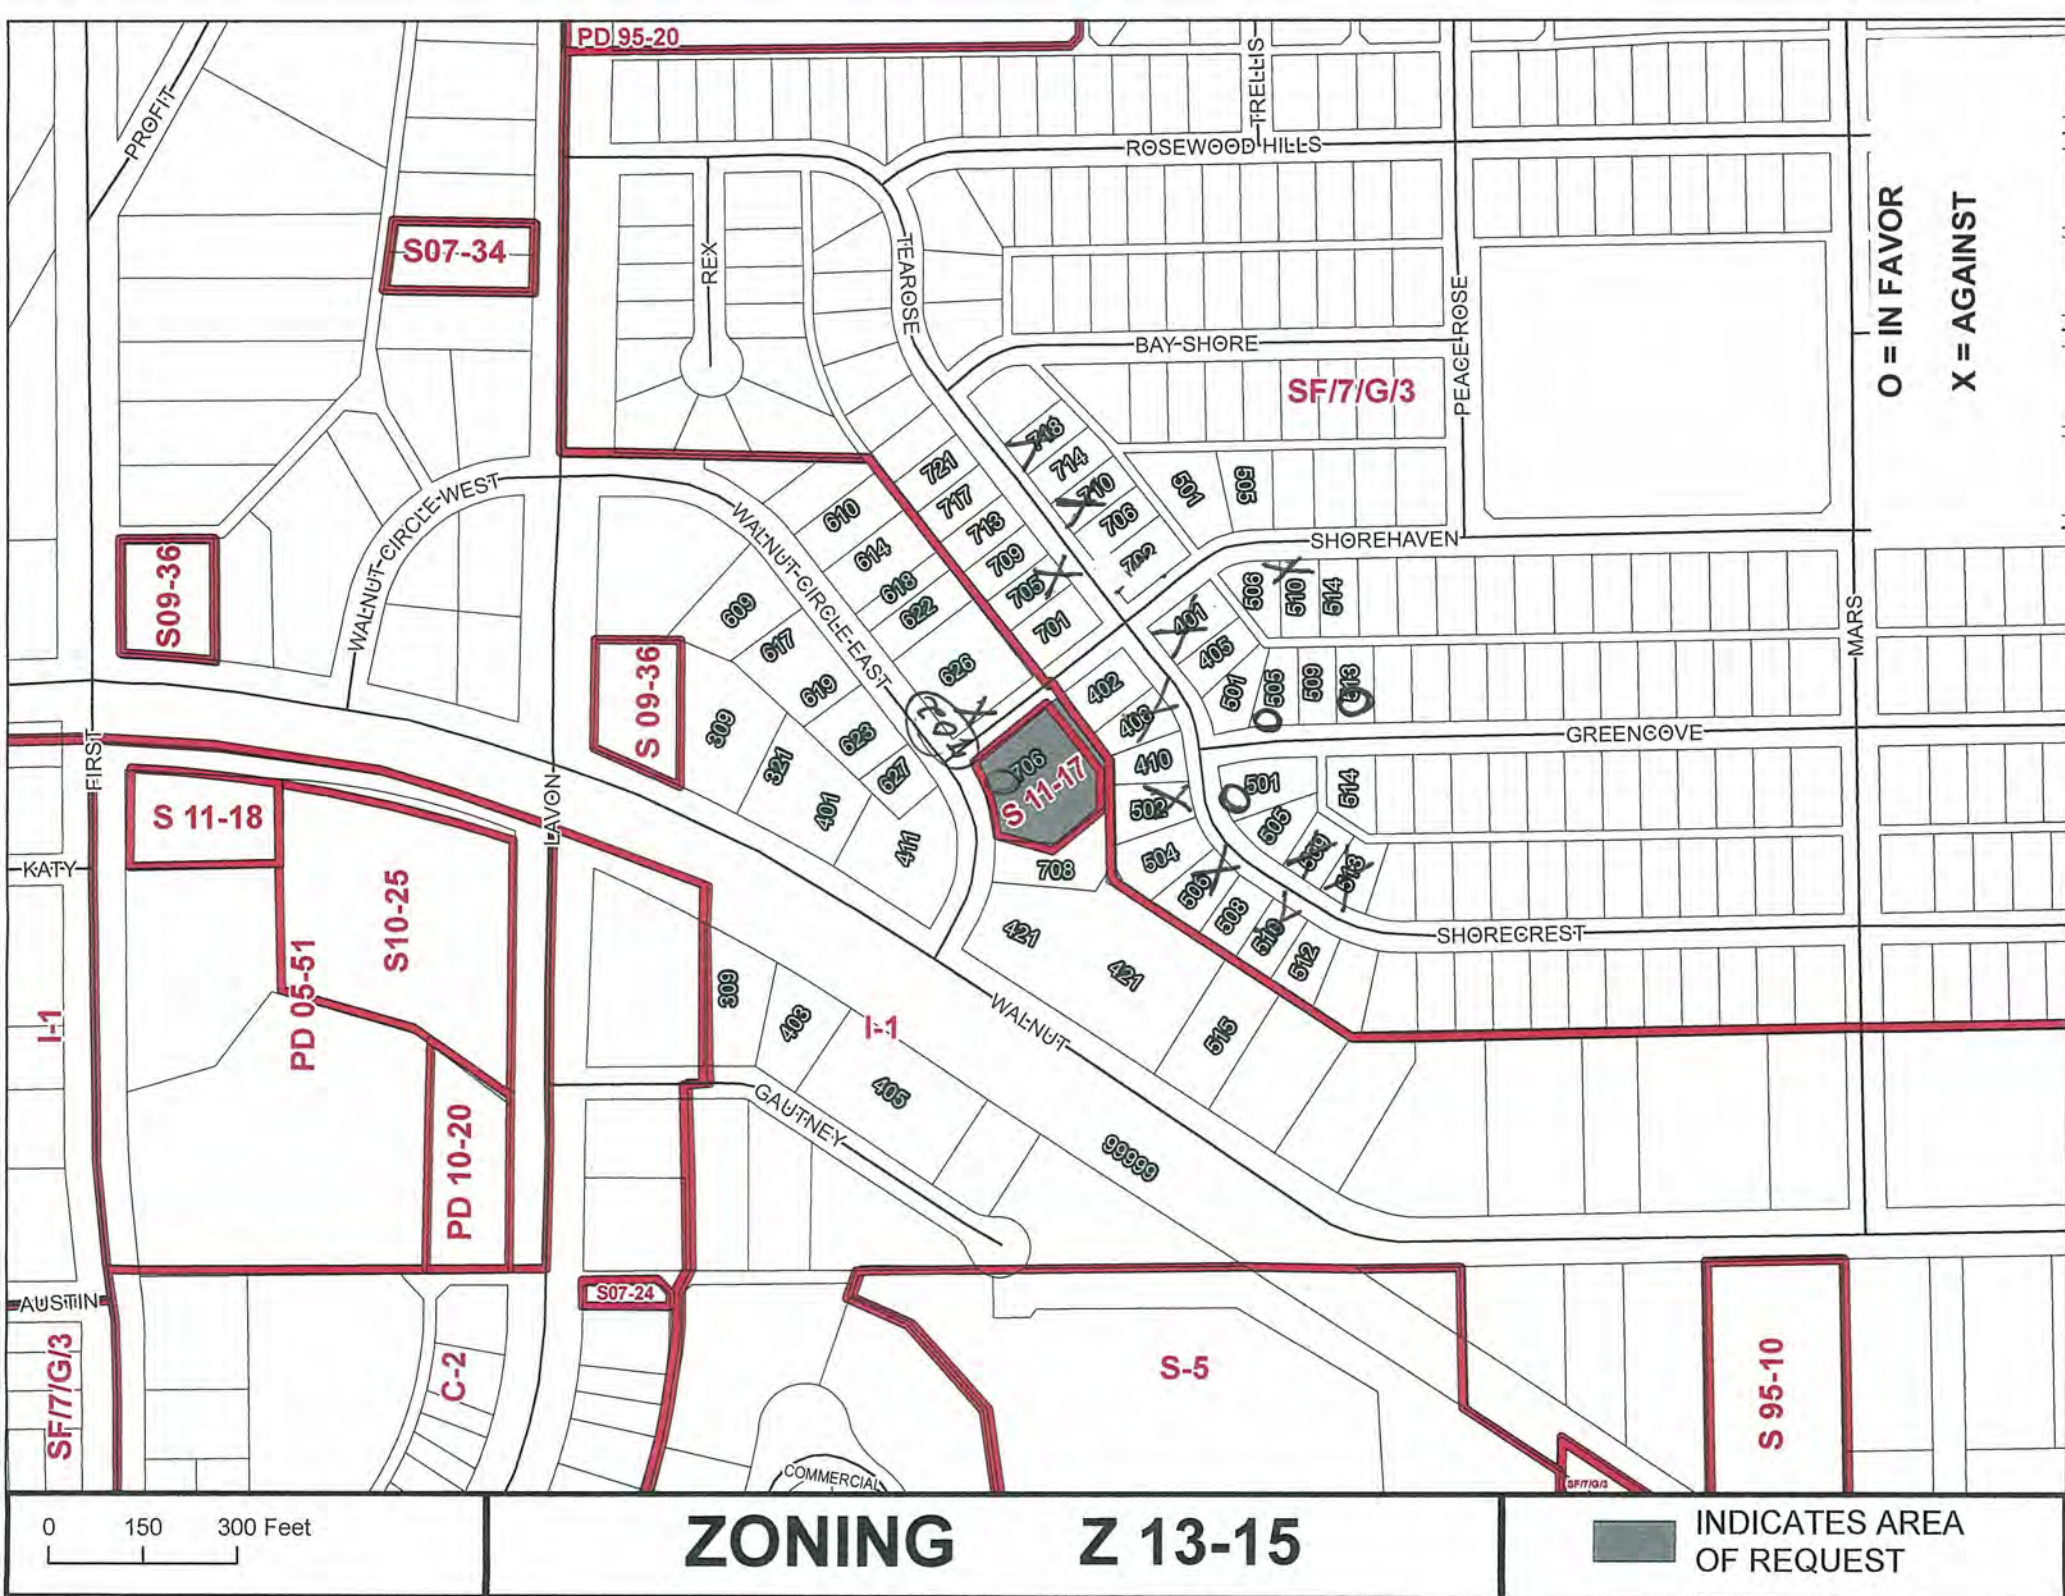 PD 95-20
PROFIT
TRELLIS
ROSEWOOD HILLS
S07-34
REX
TEAROSE
BAY SHORE
PEACE ROSE
SF/7/G/3
O = IN FAVOR
X = AGAINST
718
714
710
706
702
721
717
713
709
705
701
501
505
610
614
618
622
626
WALNUT CIRCLE WEST
WALNUT CIRCLE EAST
SHOREHAVEN
506
510
514
S09-36
S 09-36
609
617
619
623
627
309
321
401
411
401
405
501
505
509
513
402
406
410
502
504
506
508
510
512
MARS
GREENCOVE
706
S 11-17
708
501
505
509
513
514
FIRST
S 11-18
LAVON
KATY
S10-25
PD 05-51
I-1
421
421
515
SHORECREST
309
403
405
I-1
WALNUT
GAUTNEY
99999
PD 10-20
AUSTIN
SF/7/G/3
C-2
S07-24
S-5
COMMERCIAL
SF/7/G/3
S 95-10
0 150 300 Feet
ZONING Z 13-15
INDICATES AREA
OF REQUEST